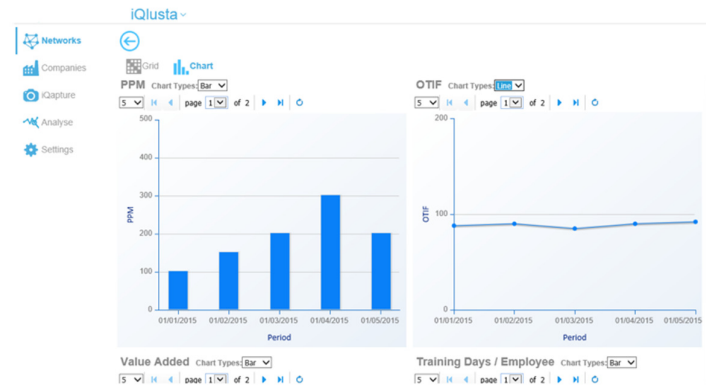 iQlusta
Networks
Companies
iQapture
Analyse
Settings
Grid
Chart
PPM Chart Types: Bar
5 page 1 of 2
500
400
300
200
100
0
PPM
01/01/2015 01/02/2015 01/03/2015 01/04/2015 01/05/2015
Period
OTIF Chart Types: Line
5 page 1 of 2
200
100
0
OTIF
01/01/2015 01/02/2015 01/03/2015 01/04/2015 01/05/2015
Period
Value Added Chart Types: Bar
5 page 1 of 2
Training Days / Employee Chart Types: Bar
5 page 1 of 2